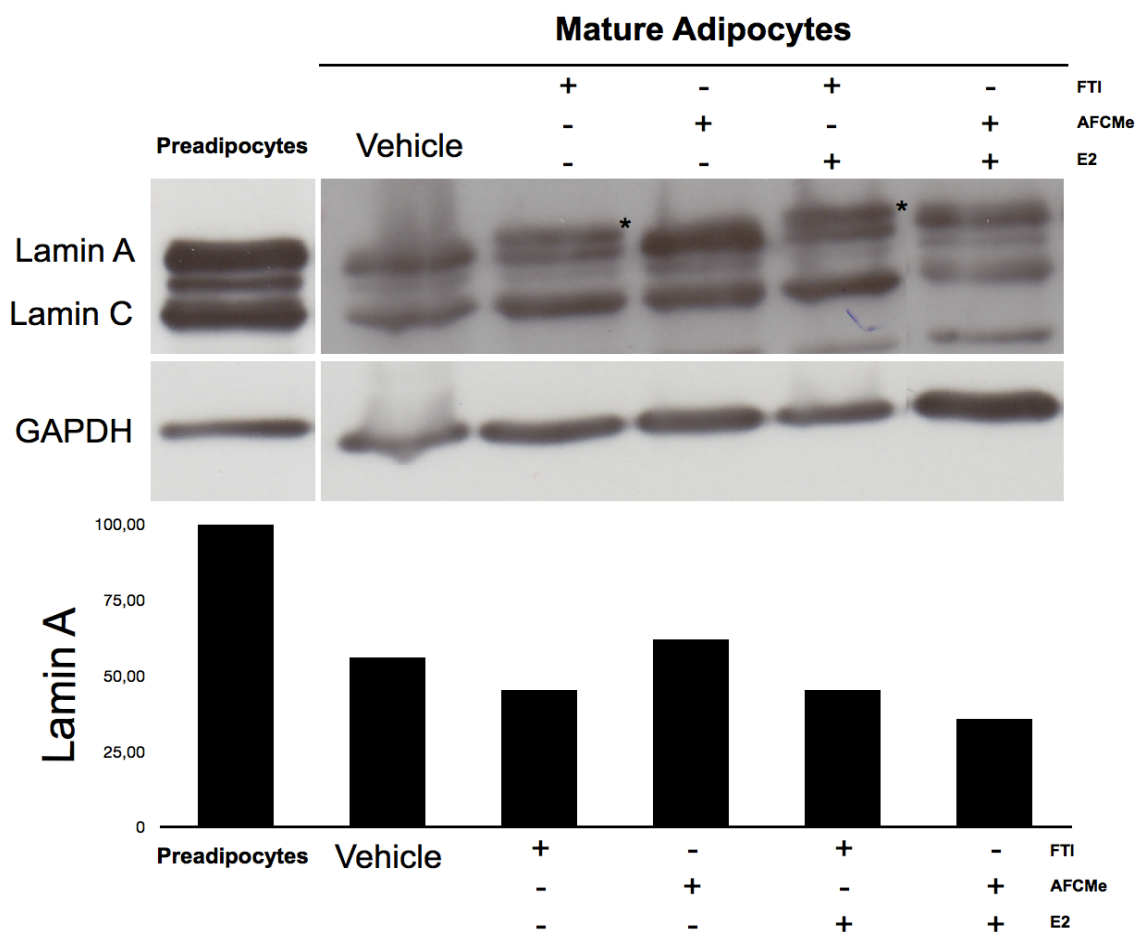 Mature Adipocytes
+ - + - FTI
Preadipocytes Vehicle - + - + AFCMe
- - + + E2
Lamin A * *
Lamin C
GAPDH
100,00
75,00
50,00
25,00
0
Lamin A
Preadipocytes Vehicle + - + - FTI
- + - + AFCMe
- - + + E2